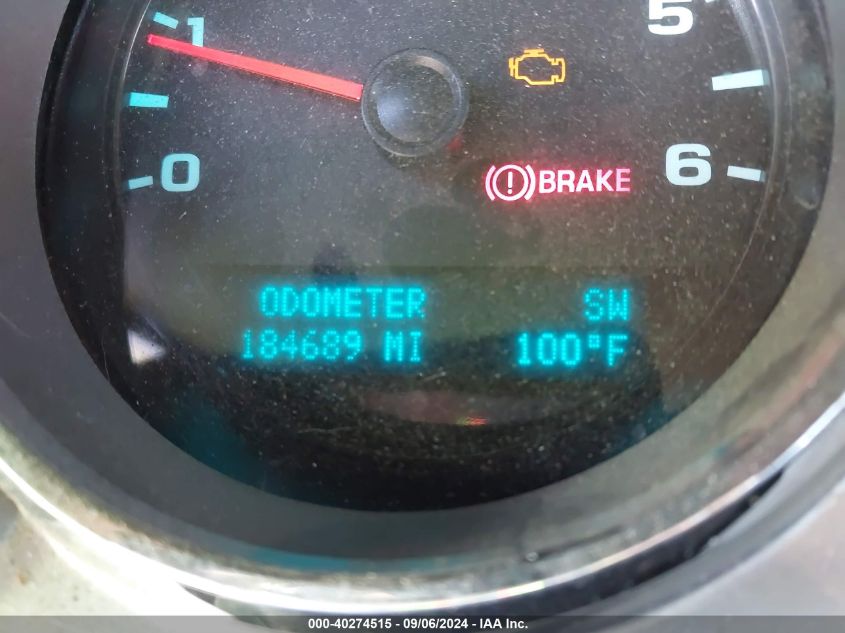 1
5
0
6
BRAKE
ODOMETER SW
184689 MI 100°F
000-40274515 - 09/06/2024 - IAA Inc.